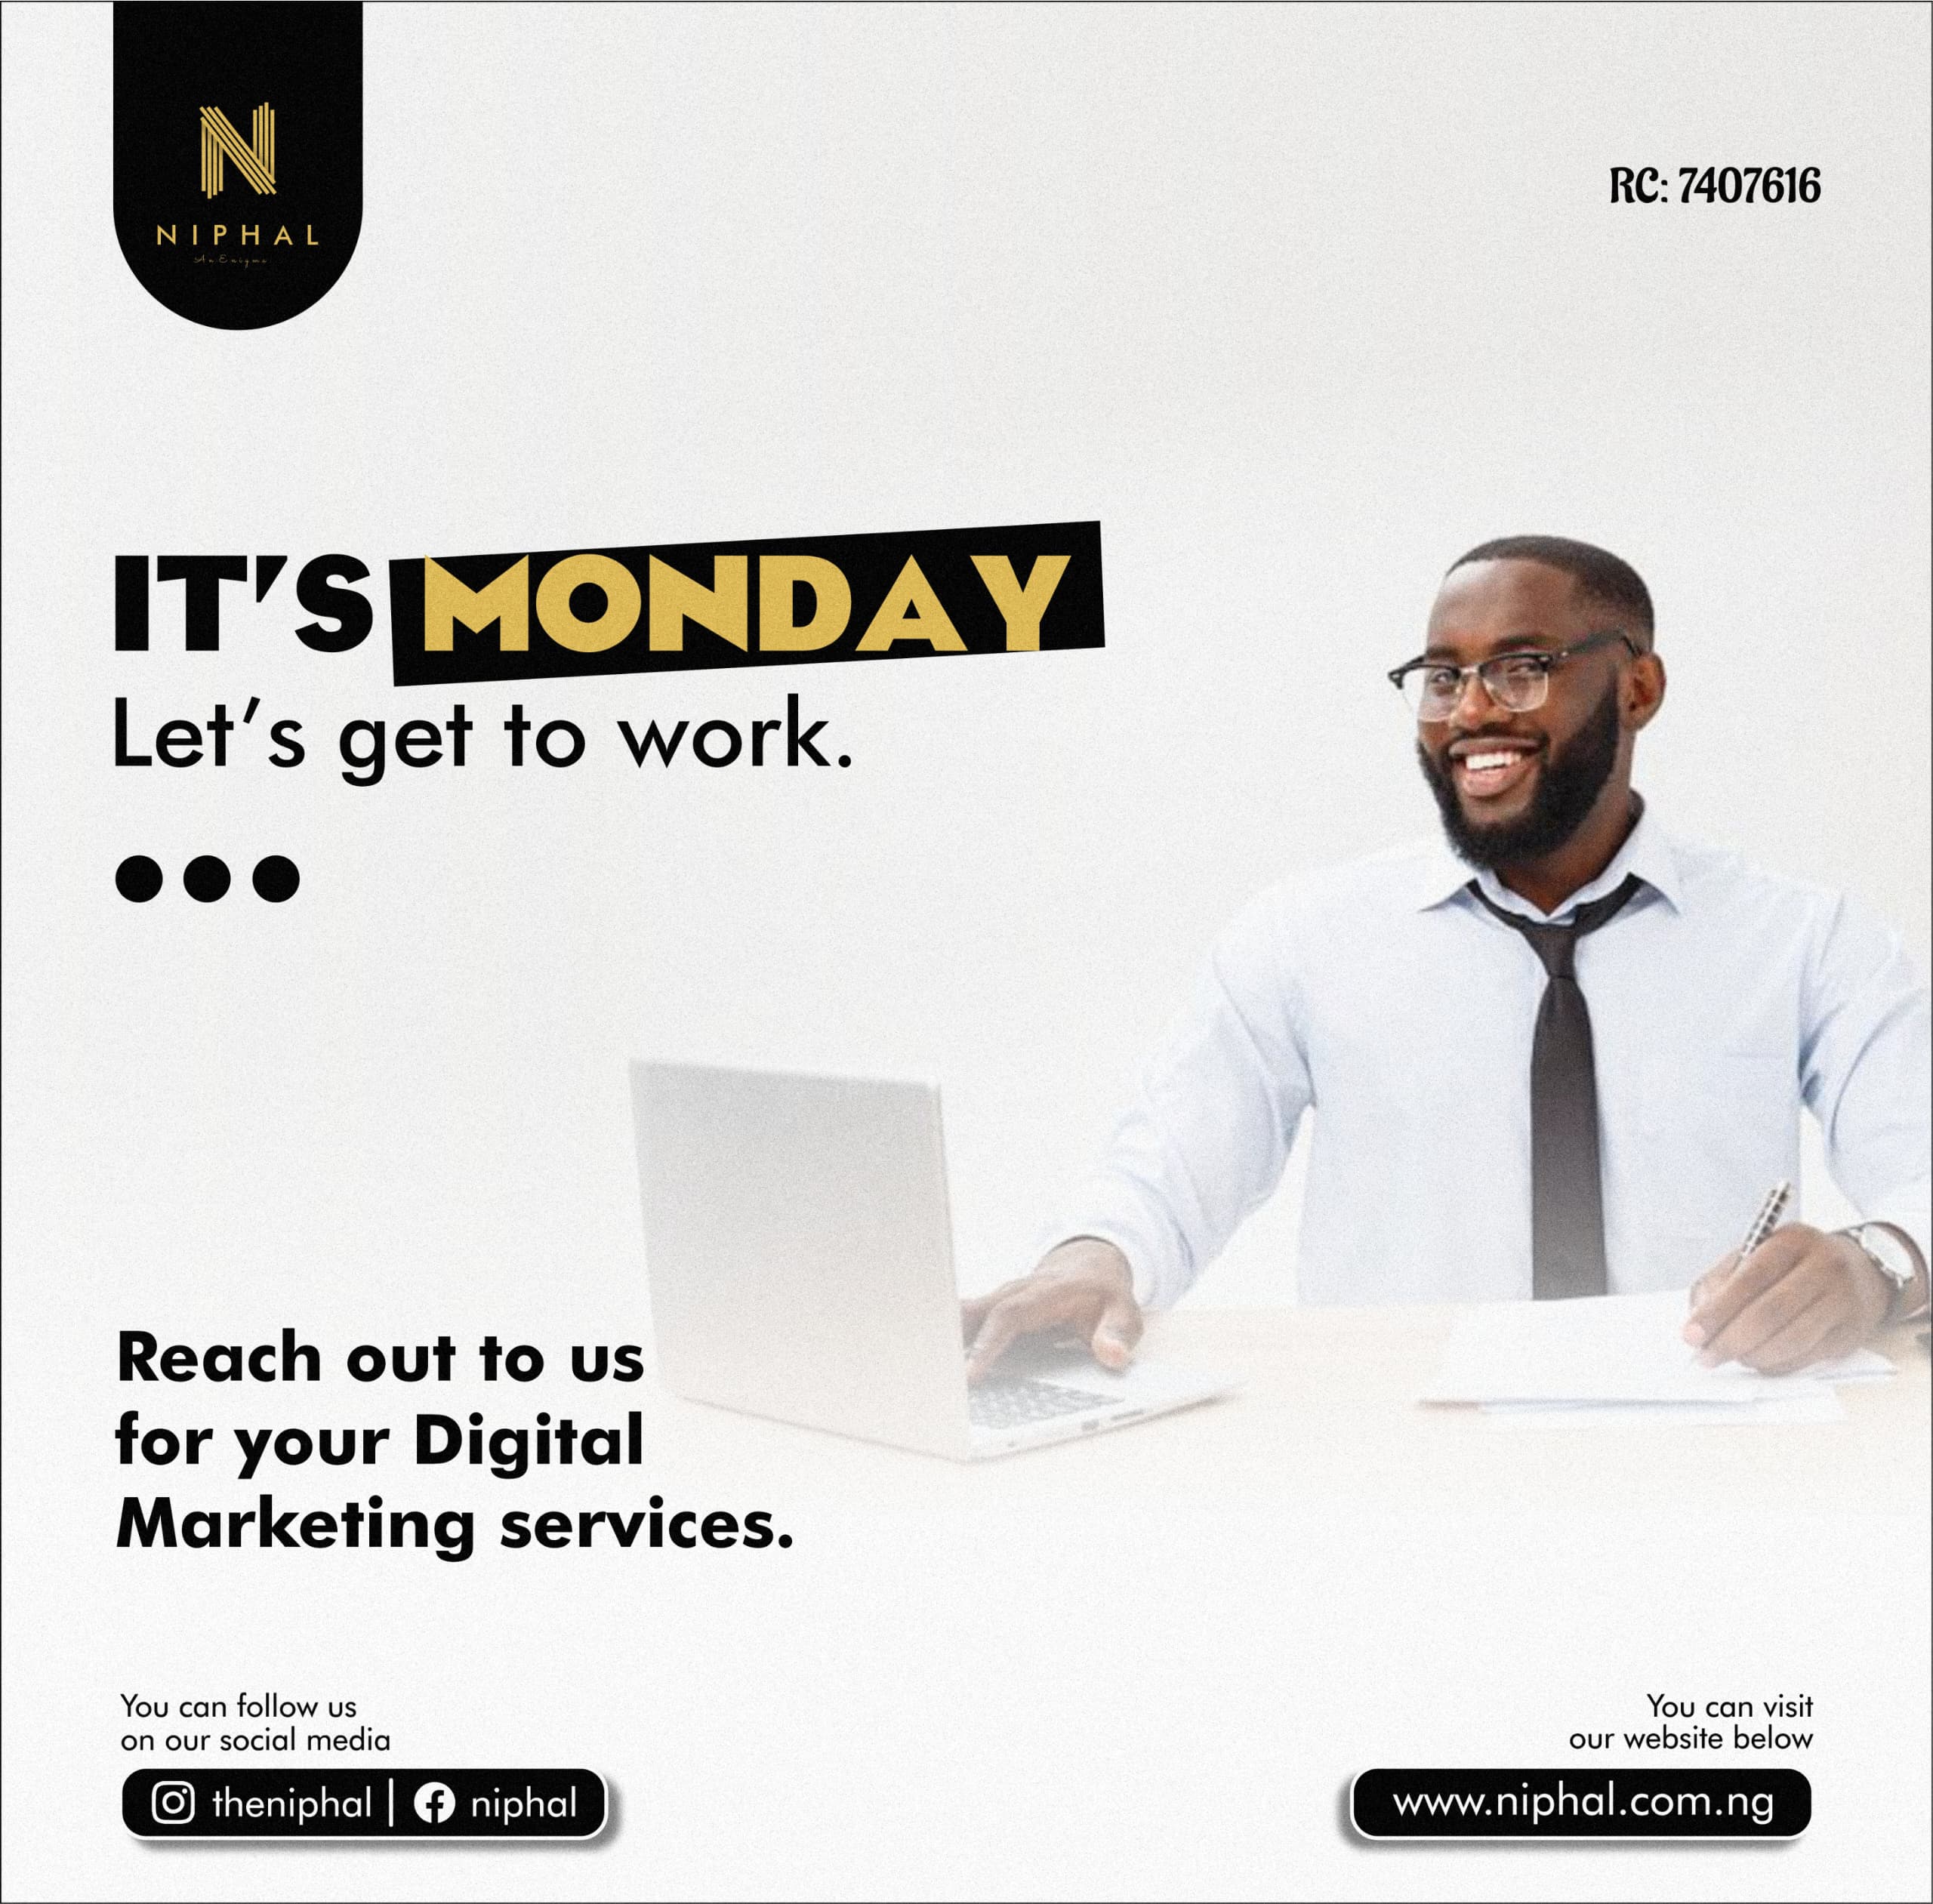 N
NIPHAL
An Enigma
RC: 7407616
IT'S MONDAY
Let's get to work.
Reach out to us
for your Digital
Marketing services.
You can follow us
on our social media
theniphal | niphal
You can visit
our website below
www.niphal.com.ng